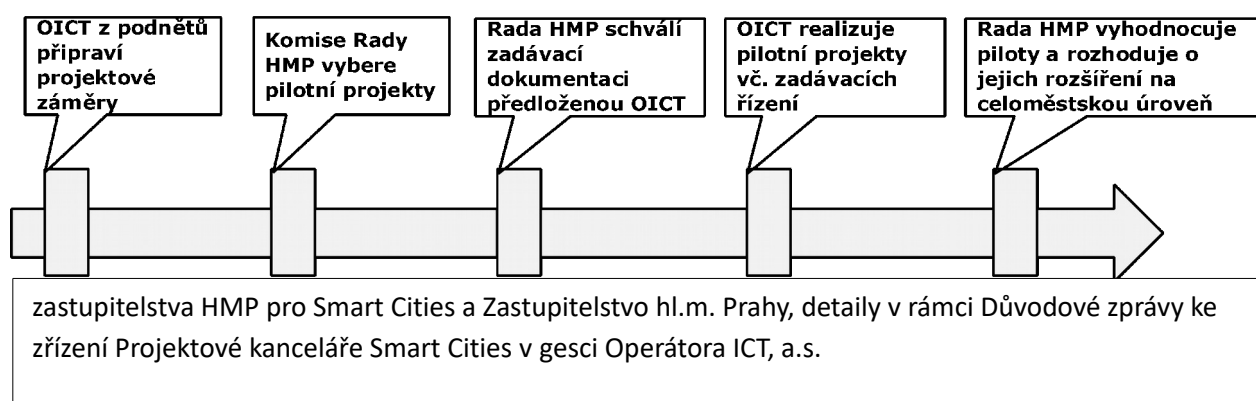 OICT z podnětů
připraví
projektové
záměry
Komise Rady
HMP vybere
pilotní projekty
Rada HMP schválí
zadávací
dokumentaci
předloženou OICT
OICT realizuje
pilotní projekty
vč. zadávacích
řízení
Rada HMP vyhodnocuje
piloty a rozhoduje o
jejich rozšíření na
celoměstskou úroveň
zastupitelstva HMP pro Smart Cities a Zastupitelstvo hl.m. Prahy, detaily v rámci Důvodové zprávy ke
zřízení Projektové kanceláře Smart Cities v gesci Operátora ICT, a.s.